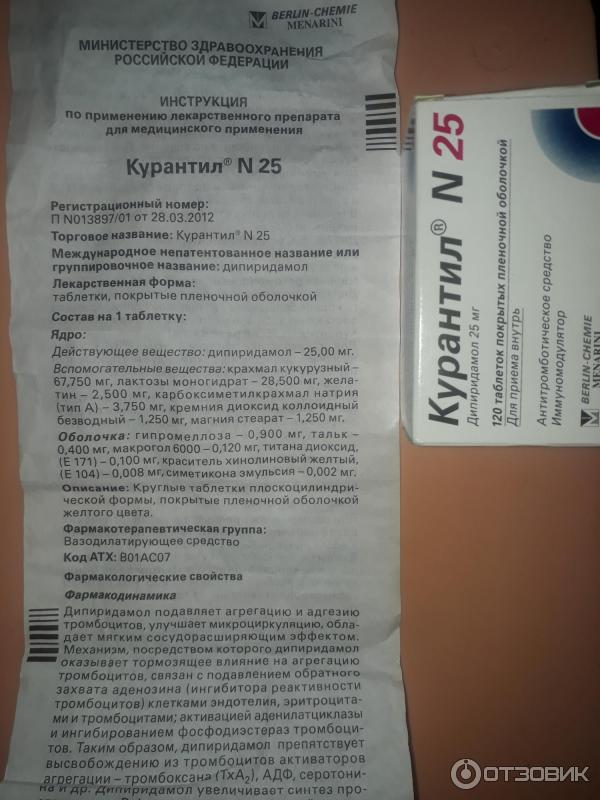 BERLIN-CHEMIE
MENARINI
МИНИСТЕРСТВО ЗДРАВООХРАНЕНИЯ
РОССИЙСКОЙ ФЕДЕРАЦИИ
ИНСТРУКЦИЯ
по применению лекарственного препарата
для медицинского применения
Курантил® N 25
Регистрационный номер:
П N013897/01 от 28.03.2012
Торговое название: Курантил® N 25
Международное непатентованное название или
группировочное название: дипиридамол
Лекарственная форма:
таблетки, покрытые пленочной оболочкой
Состав на 1 таблетку:
Ядро:
Действующее вещество: дипиридамол – 25,00 мг.
Вспомогательные вещества: крахмал кукурузный –
67,750 мг, лактозы моногидрат – 28,500 мг, жела-
тин – 2,500 мг, карбоксиметилкрахмал натрия
(тип А) – 3,750 мг, кремния диоксид коллоидный
безводный – 1,250 мг, магния стеарат – 1,250 мг.
Оболочка: гипромеллоза – 0,900 мг, тальк –
0,400 мг, макрогол 6000 – 0,120 мг, титана диоксид,
(Е 171) – 0,100 мг, краситель хинолиновый желтый,
(Е 104) – 0,008 мг, симетикона эмульсия – 0,002 мг.
Описание: Круглые таблетки плоскоцилиндри-
ческой формы, покрытые пленочной оболочкой
желтого цвета.
Фармакотерапевтическая группа:
Вазодилатирующее средство
Код АТХ: B01AC07
Фармакологические свойства
Фармакодинамика
Дипиридамол подавляет агрегацию и адгезию
тромбоцитов, улучшает микроциркуляцию, обла-
дает мягким сосудорасширяющим эффектом.
Механизм, посредством которого дипиридамол
оказывает тормозящее влияние на агрегацию
тромбоцитов, связан с подавлением обратного
захвата аденозина (ингибитора реактивности
тромбоцитов) клетками эндотелия, эритроцита-
ми и тромбоцитами; активацией аденилатциклазы
и ингибированием фосфодиэстераз тромбоци-
тов. Таким образом, дипиридамол препятствует
высвобождению из тромбоцитов активаторов
агрегации – тромбоксана (TxA2), АДФ, серотони-
на и др. Дипиридамол увеличивает синтез про-
Курантил® N 25
Дипиридамол 25 мг
120 таблеток покрытых пленочной оболочкой
Для приема внутрь
Антитромботическое средство
Иммуномодулятор
BERLIN-CHEMIE
MENARINI
ОТЗОВИК